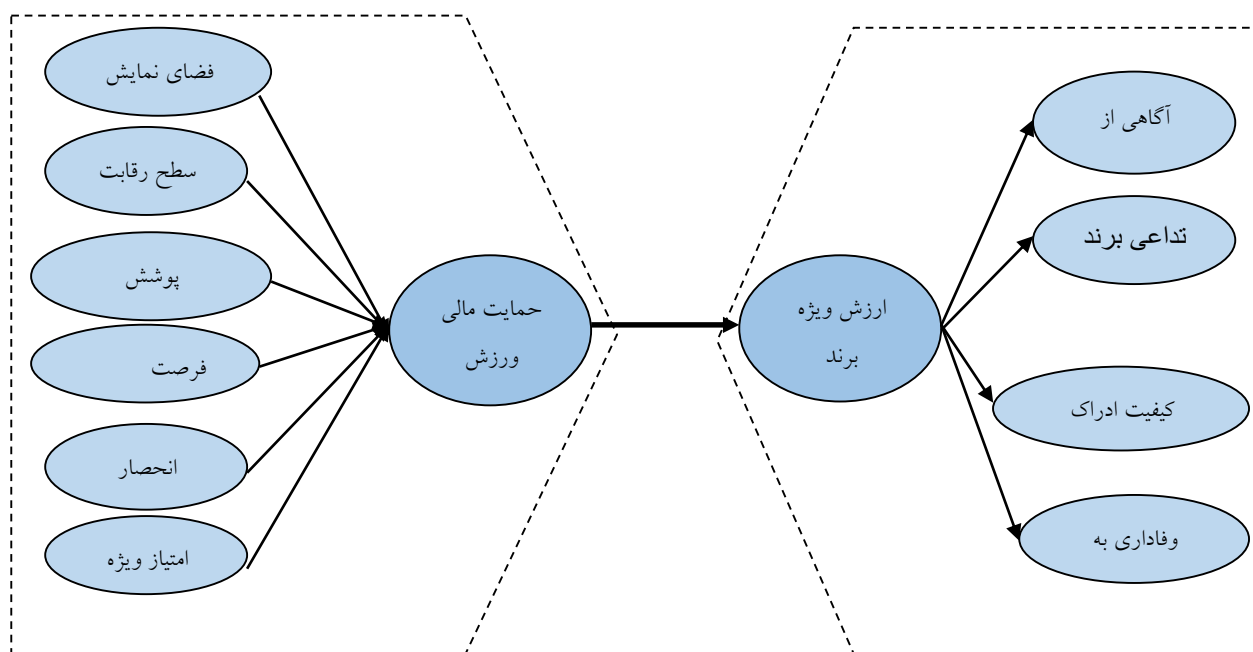 فضای نمایش
سطح رقابت
پوشش
فرصت
انحصار
امتیاز ویژه
حمایت مالی
ورزش
ارزش ویژه
برند
آگاهی از
تداعی برند
کیفیت ادراک
وفاداری به